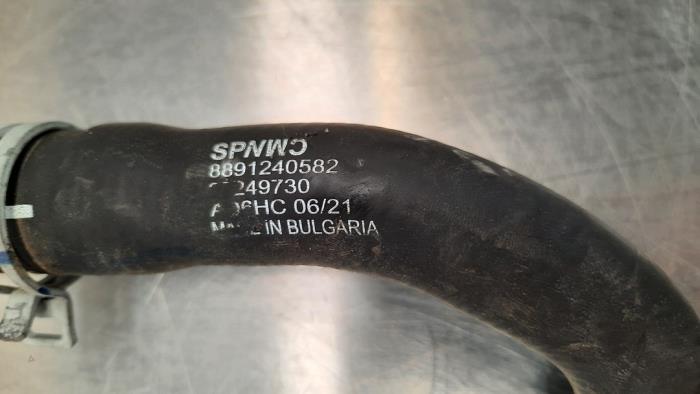 SPNWC
8891240582
249730
HC 06/21
IN BULGARIA